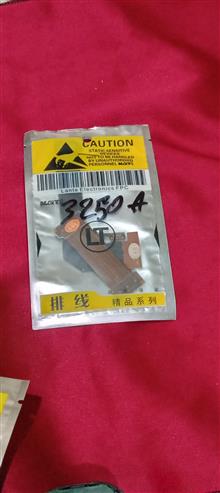 CAUTION
STATIC-SENSITIVE
DEVICES
NOT TO BE HANDLED
BY UNAUTHORISED
PERSONNEL
Lante Electronics FPC
3250 A
LT
排线
精品系列